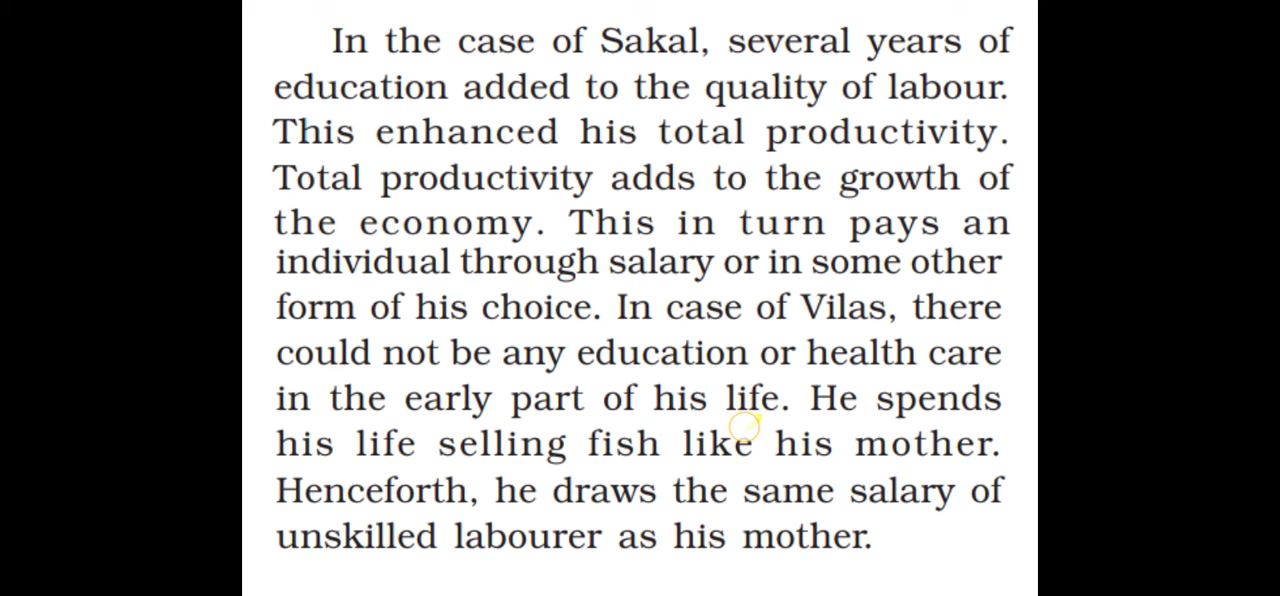 In the case of Sakal, several years of
education added to the quality of labour.
This enhanced his total productivity.
Total productivity adds to the growth of
the economy. This in turn pays an
individual through salary or in some other
form of his choice. In case of Vilas, there
could not be any education or health care
in the early part of his life. He spends
his life selling fish like his mother.
Henceforth, he draws the same salary of
unskilled labourer as his mother.